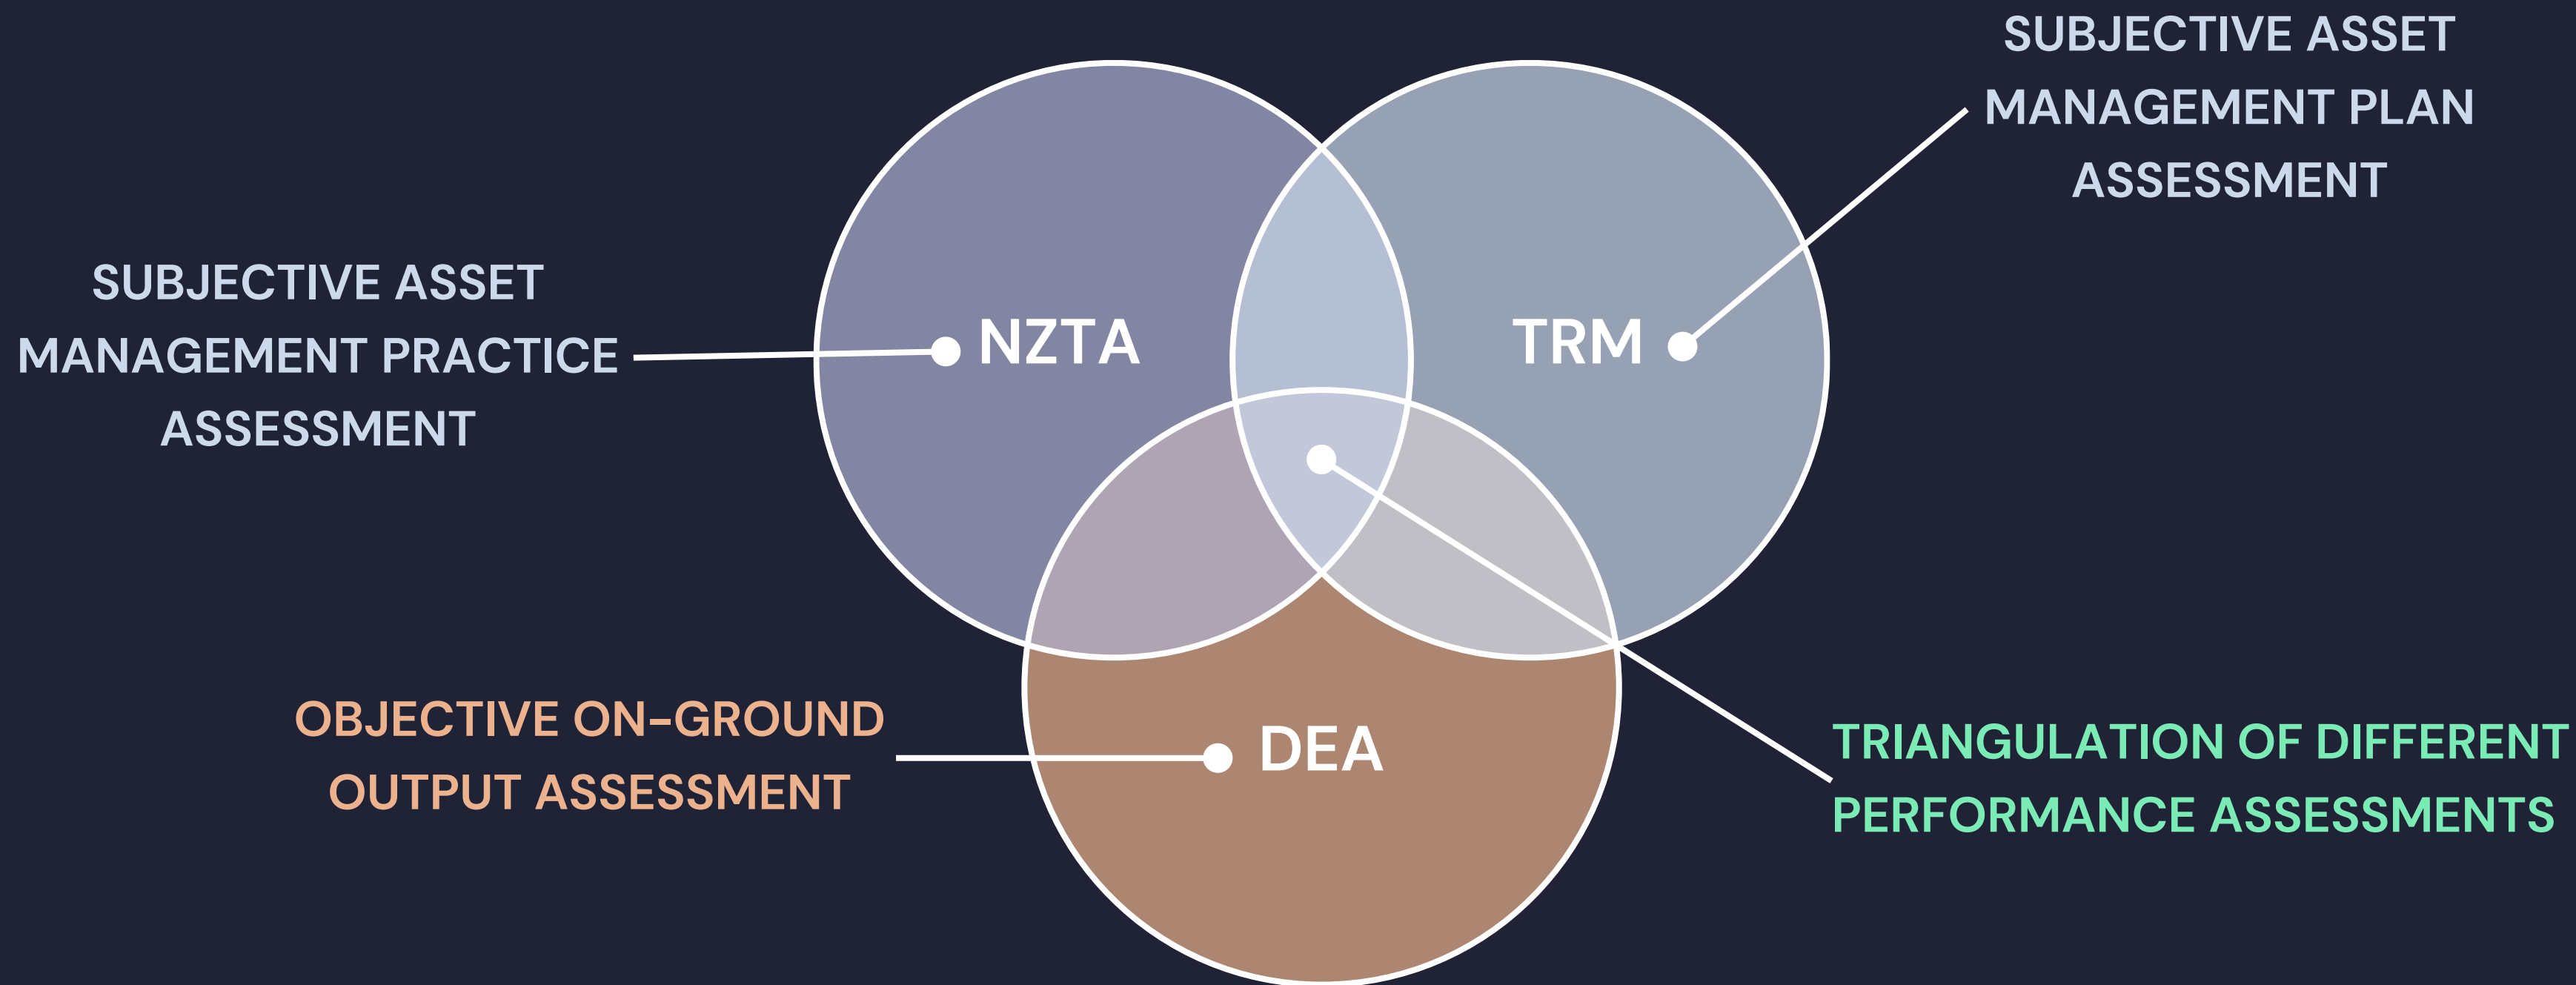 SUBJECTIVE ASSET
MANAGEMENT PLAN
ASSESSMENT
SUBJECTIVE ASSET
MANAGEMENT PRACTICE
ASSESSMENT
NZTA
TRM
OBJECTIVE ON-GROUND
OUTPUT ASSESSMENT
DEA
TRIANGULATION OF DIFFERENT
PERFORMANCE ASSESSMENTS